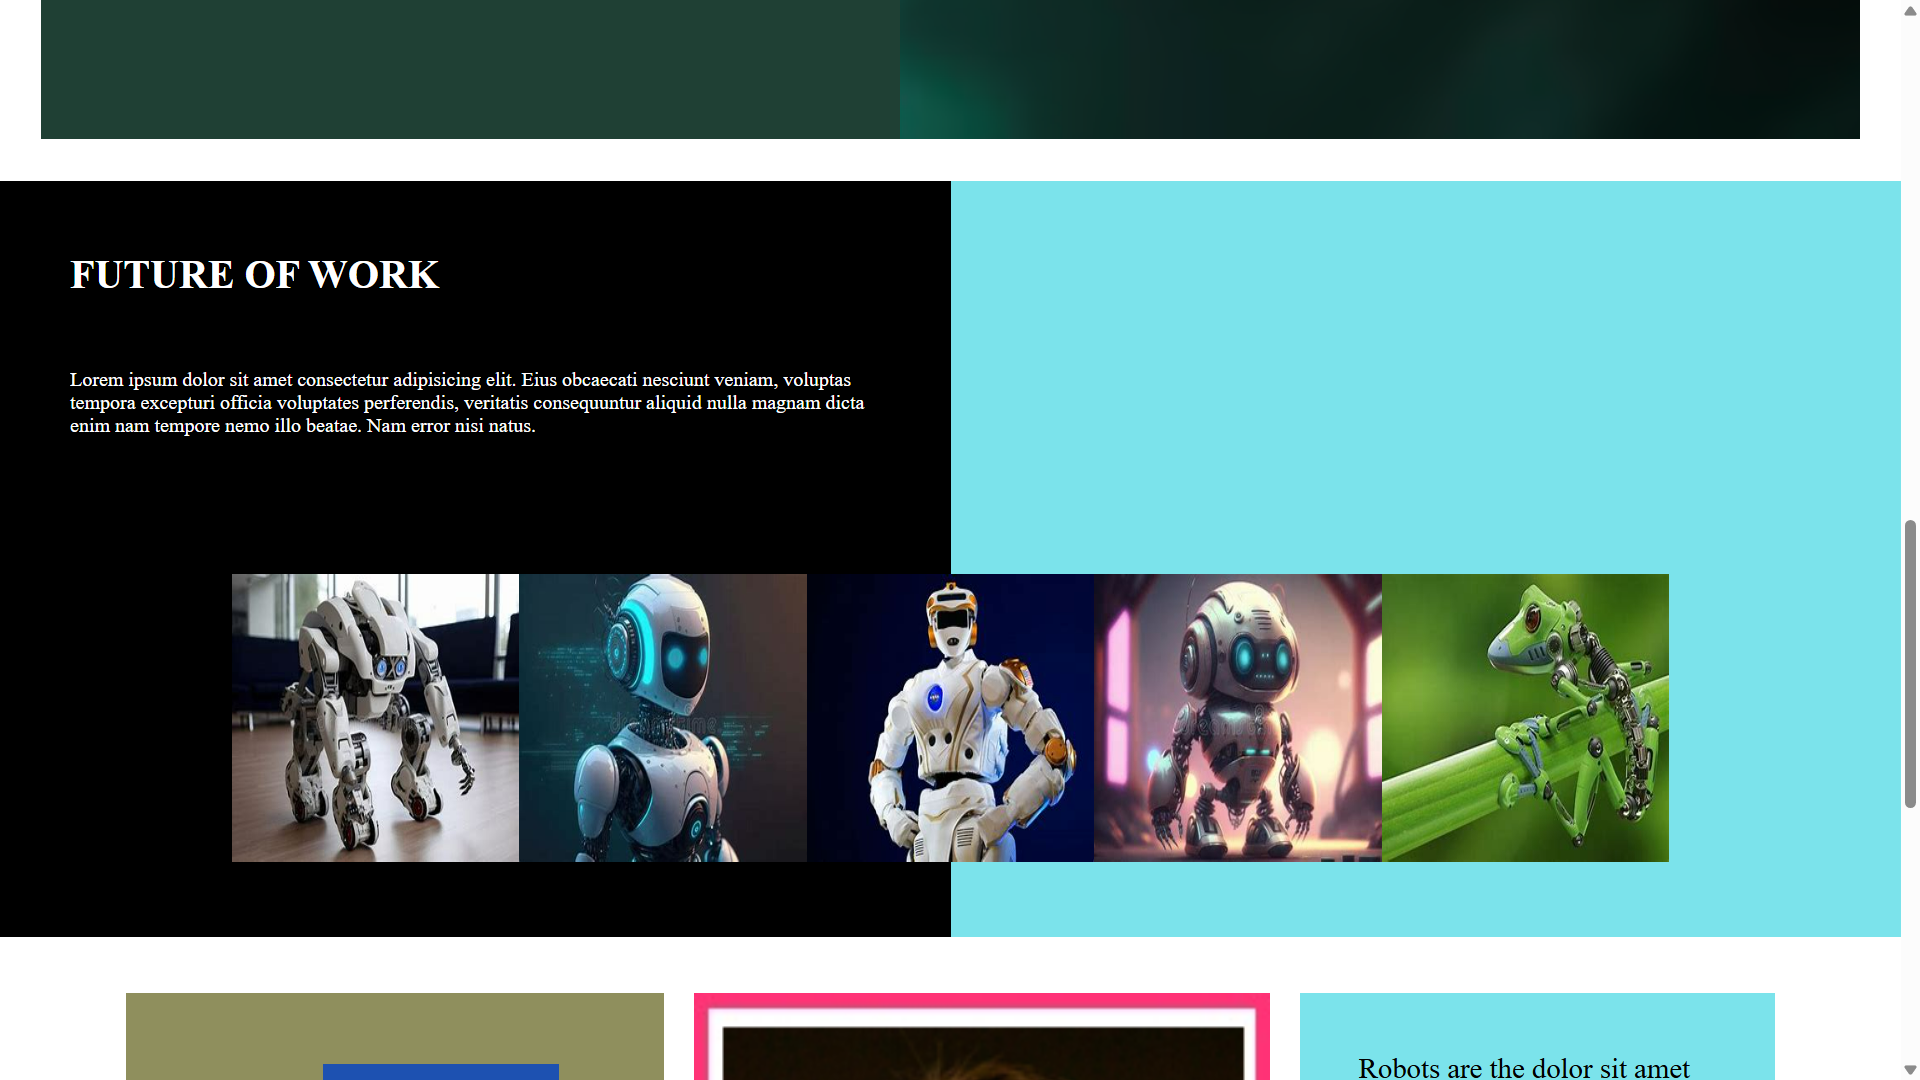 FUTURE OF WORK
Lorem ipsum dolor sit amet consectetur adipisicing elit. Eius obcaecati nesciunt veniam, voluptas
tempora excepturi officia voluptates perferendis, veritatis consequuntur aliquid nulla magnam dicta
enim nam tempore nemo illo beatae. Nam error nisi natus.
Robots are the dolor sit amet